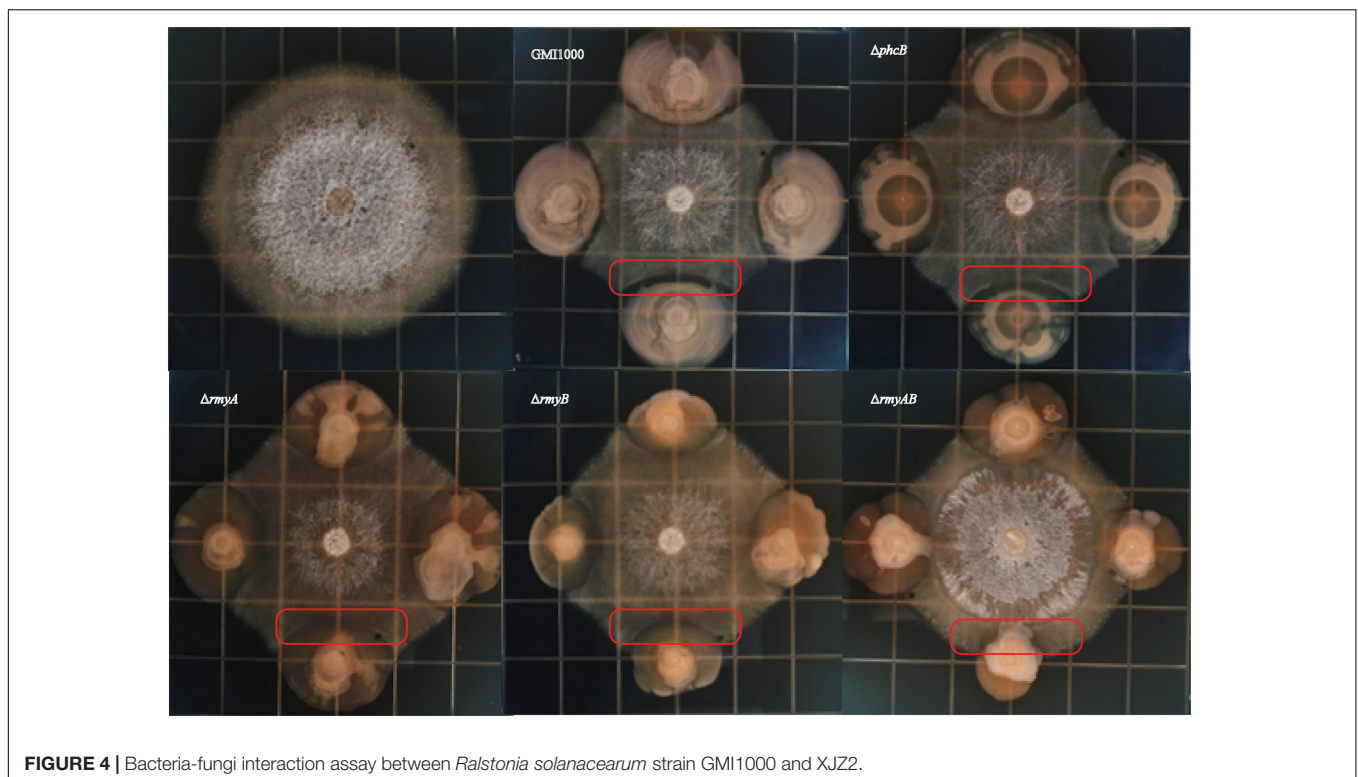 GMI1000
ΔphcB
ΔrmyA
ΔrmyB
ΔrmyAB
FIGURE 4 | Bacteria-fungi interaction assay between Ralstonia solanacearum strain GMI1000 and XJZ2.